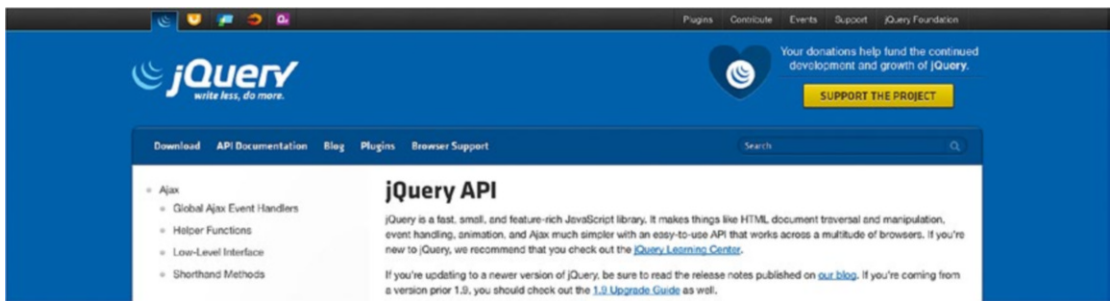 Plugins Contribute Events Support jQuery Foundation
jQuery
write less, do more.
Your donations help fund the continued
development and growth of jQuery.
SUPPORT THE PROJECT
Download API Documentation Blog Plugins Browser Support Search
Ajax
Global Ajax Event Handlers
Helper Functions
Low-Level Interface
Shorthand Methods
jQuery API
jQuery is a fast, small, and feature-rich JavaScript library. It makes things like HTML document traversal and manipulation,
event handling, animation, and Ajax much simpler with an easy-to-use API that works across a multitude of browsers. If you're
new to jQuery, we recommend that you check out the jQuery Learning Center.
If you're updating to a newer version of jQuery, be sure to read the release notes published on our blog. If you're coming from
a version prior 1.9, you should check out the 1.9 Upgrade Guide as well.